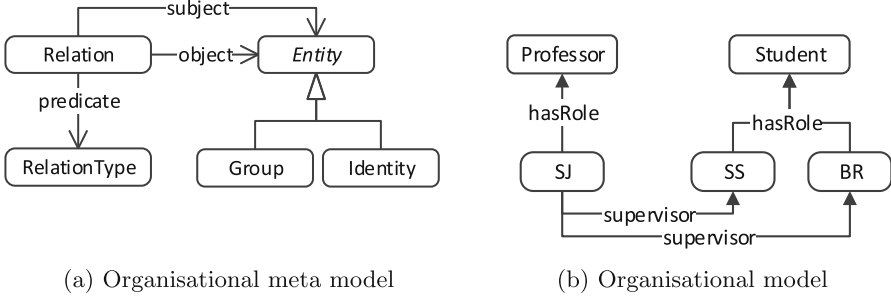 subject
Relation
object
Entity
predicate
RelationType
Group
Identity
Professor
Student
hasRole
hasRole
SJ
SS
BR
supervisor
supervisor
(a) Organisational meta model
(b) Organisational model